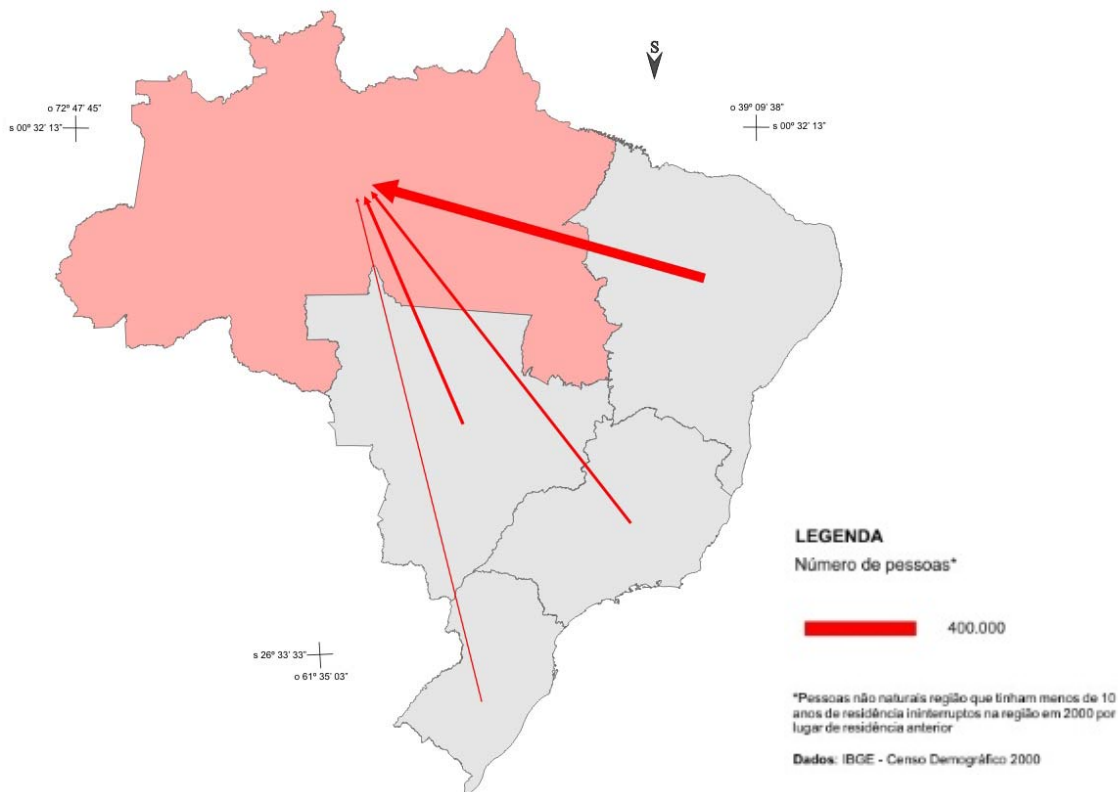 S
o 72º 47' 45"
s 00º 32' 13"
o 39º 09' 38"
s 00º 32' 13"
LEGENDA
Número de pessoas*
400.000
s 26º 33' 33"
o 61º 35' 03"
*Pessoas não naturais região que tinham menos de 10
anos de residência ininterruptos na região em 2000 por
lugar de residência anterior
Dados: IBGE - Censo Demográfico 2000